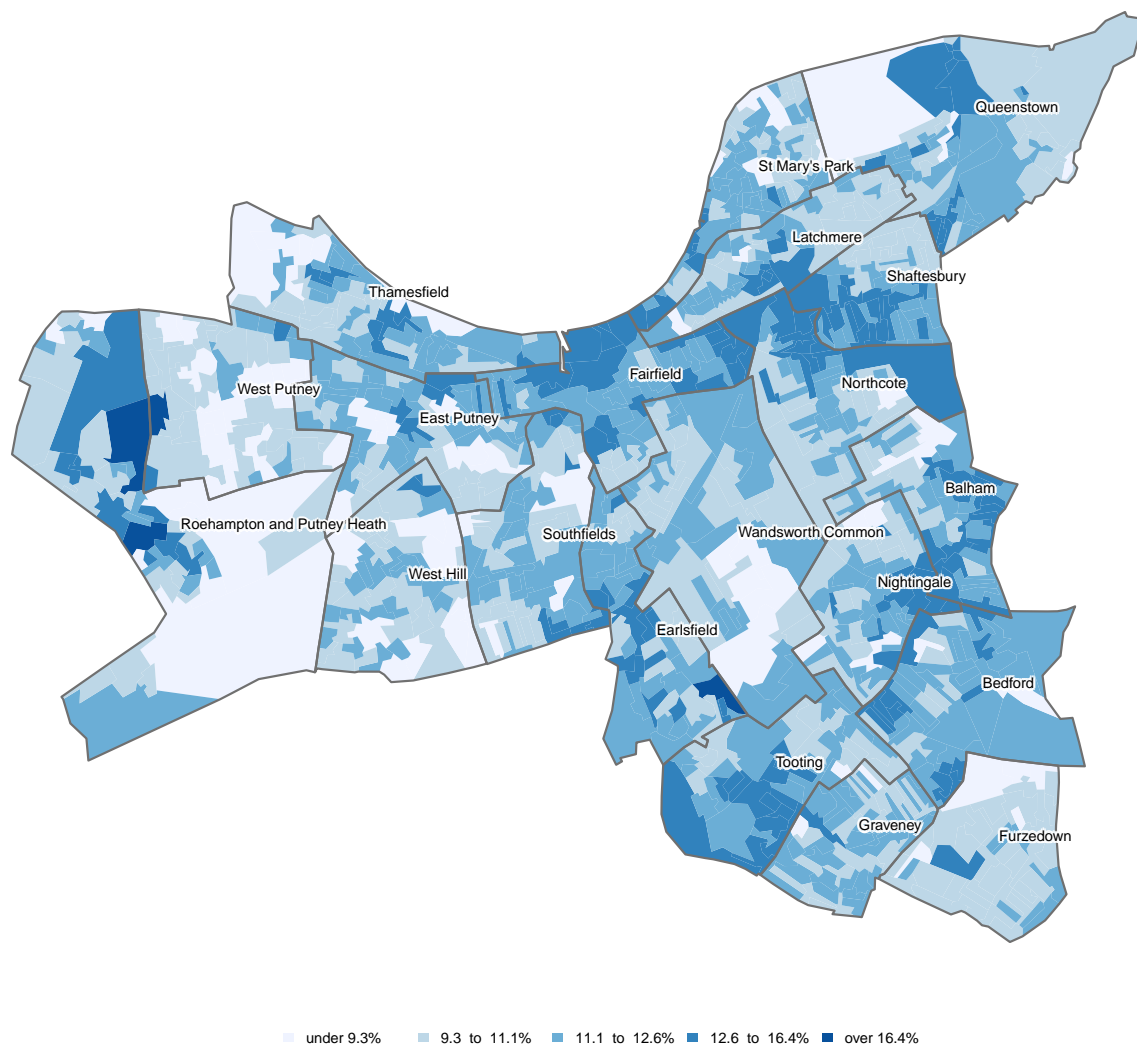 Queenstown
St Mary's Park
Latchmere
Shaftesbury
Thamesfield
Fairfield
Northcote
West Putney
East Putney
Balham
Roehampton and Putney Heath
Southfields
Wandsworth Common
West Hill
Nightingale
Earlsfield
Bedford
Tooting
Graveney
Furzedown
under 9.3% 9.3 to 11.1% 11.1 to 12.6% 12.6 to 16.4% over 16.4%